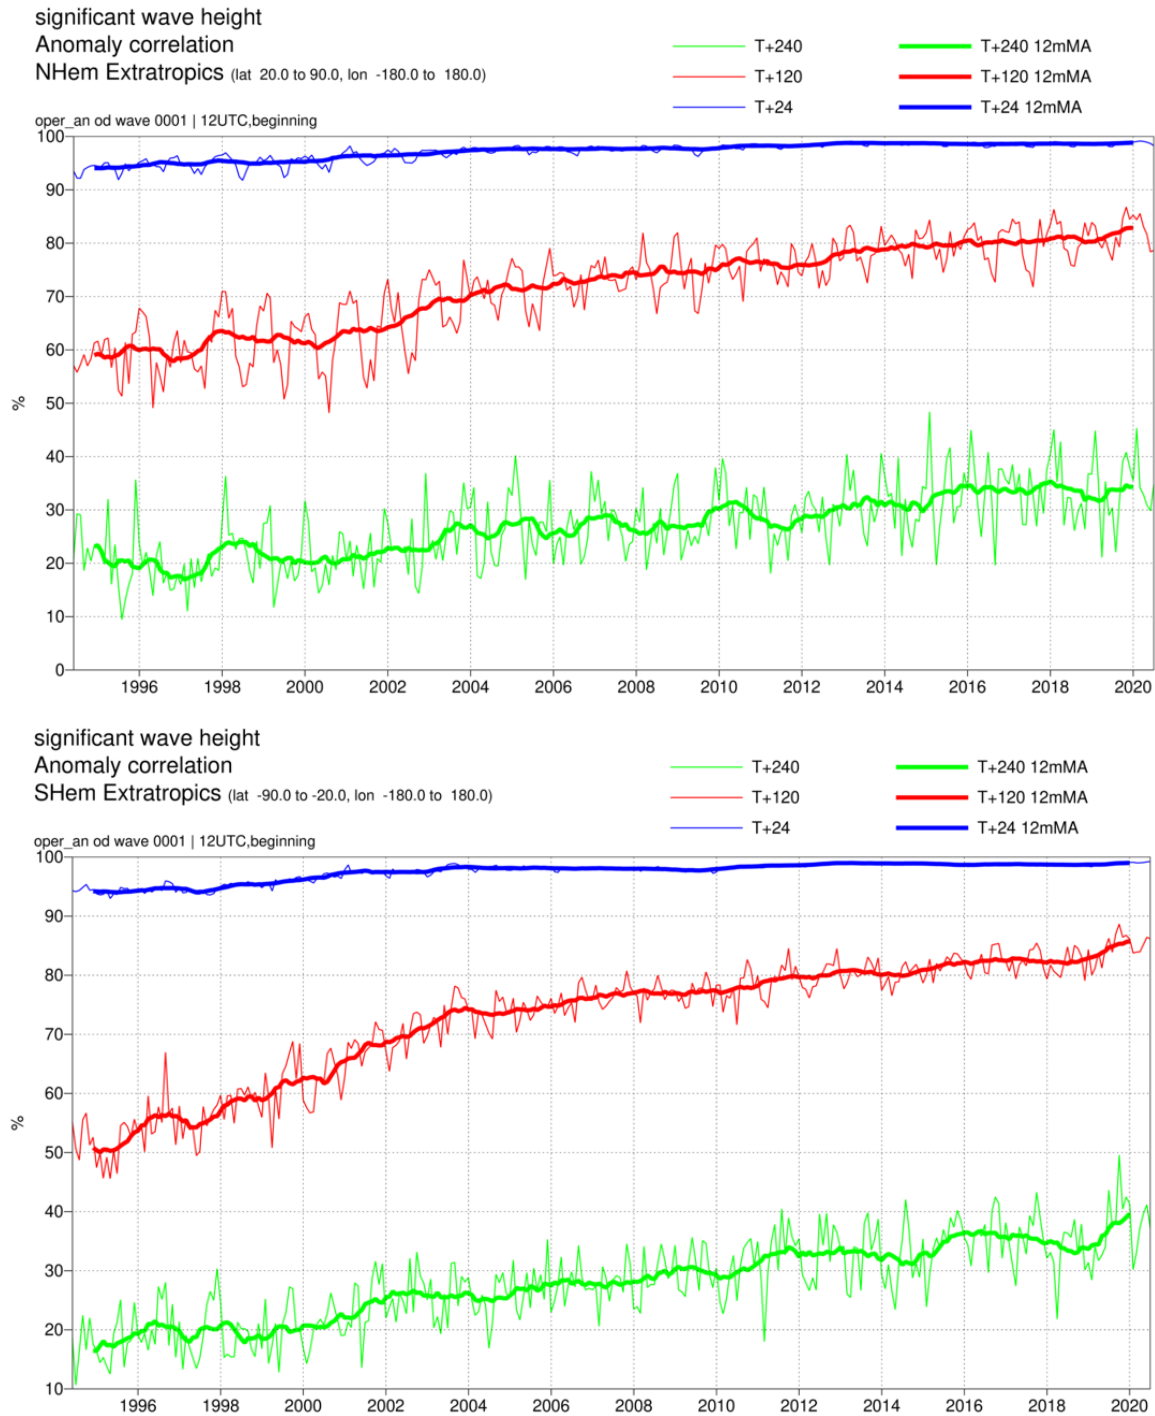 significant wave height
Anomaly correlation
NHem Extratropics (lat 20.0 to 90.0, lon -180.0 to 180.0)
T+240 T+240 12mMA
T+120 T+120 12mMA
T+24 T+24 12mMA
oper_an od wave 0001 | 12UTC,beginning
100
90
80
70
60
50
%
40
30
20
10
0
1996 1998 2000 2002 2004 2006 2008 2010 2012 2014 2016 2018 2020
significant wave height
Anomaly correlation
SHem Extratropics (lat -90.0 to -20.0, lon -180.0 to 180.0)
T+240 T+240 12mMA
T+120 T+120 12mMA
T+24 T+24 12mMA
oper_an od wave 0001 | 12UTC,beginning
100
90
80
70
60
%
50
40
30
20
10
1996 1998 2000 2002 2004 2006 2008 2010 2012 2014 2016 2018 2020